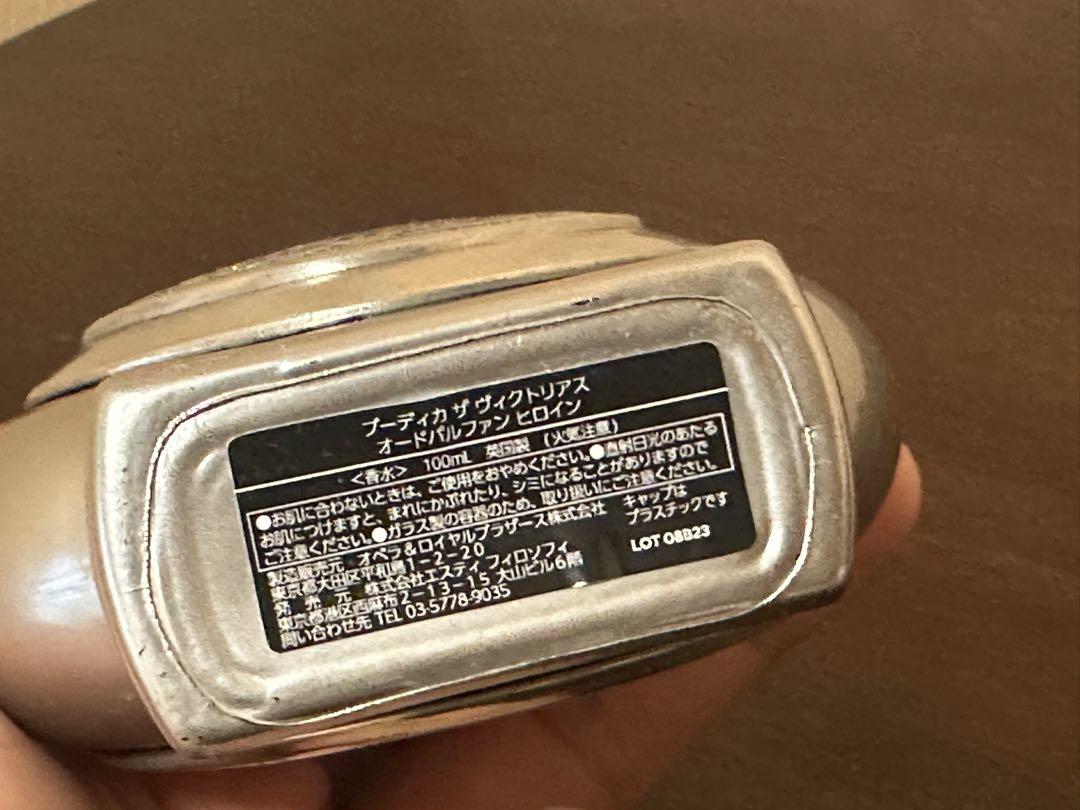 ブーディカ ザ ヴィクトリアス
オードパルファン ヒロイン
<香水> 100mL 英国製 (火気注意)
●お肌に合わないときは、ご使用をおやめください。●直射日光のあたる
お肌につけますと、まれにかぶれたり、シミになることがありますので
ご注意ください。●ガラス製の容器のため、取り扱いにご注意ください。
製造販売元 オペラ&ロイヤルブラザース株式会社 キャップは
東京都大田区平和島1-2-20 プラスチックです
発売元 株式会社エスティ フィロソフィ
東京都港区西麻布2-13-15 大山ビル6階
問い合わせ先 TEL 03-5778-9035
LOT 08B23